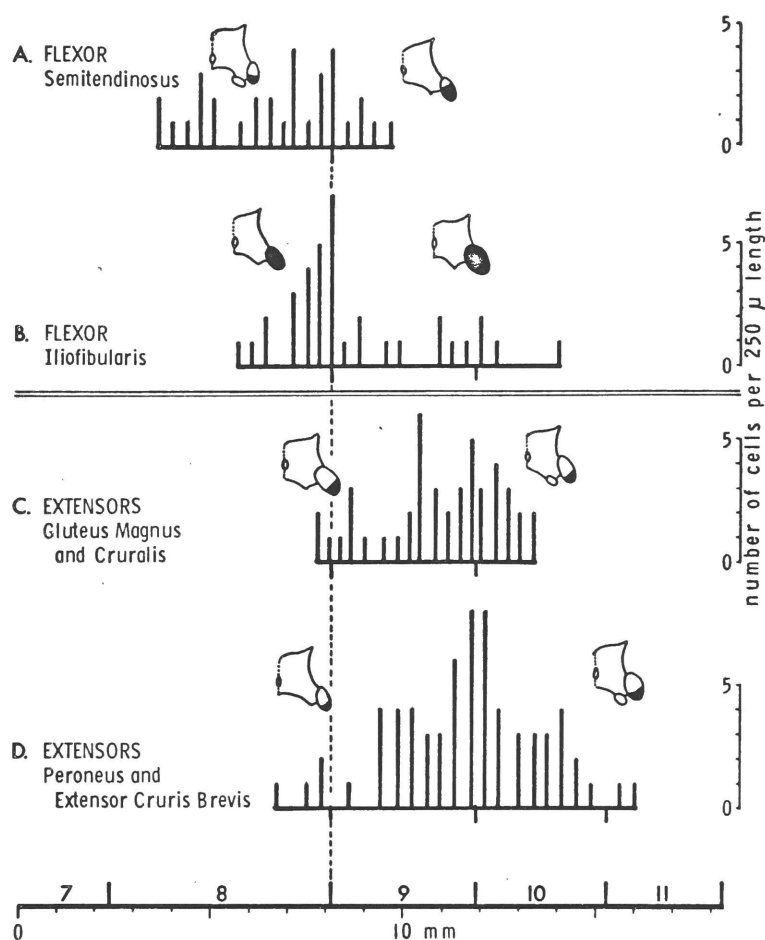 A. FLEXOR
Semitendinosus
5
0
B. FLEXOR
Iliofibularis
5
0
C. EXTENSORS
Gluteus Magnus
and Cruralis
5
0
D. EXTENSORS
Peroneus and
Extensor Cruris Brevis
5
0
number of cells per 250 µ length
7 8 9 10 11
0 10 mm